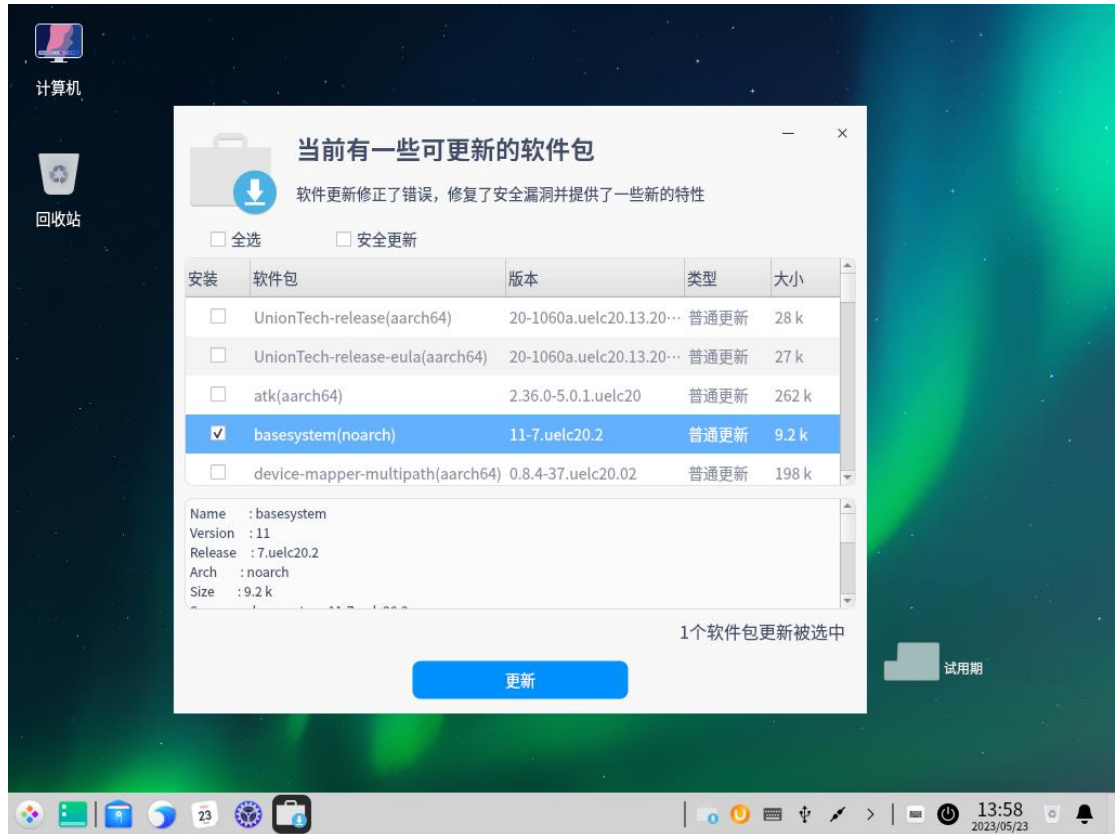 计算机
回收站
当前有一些可更新的软件包
软件更新修正了错误，修复了安全漏洞并提供了一些新的特性
全选 安全更新
安装 软件包 版本 类型 大小
UnionTech-release(aarch64) 20-1060a.uelc20.13.20··· 普通更新 28 k
UnionTech-release-eula(aarch64) 20-1060a.uelc20.13.20··· 普通更新 27 k
atk(aarch64) 2.36.0-5.0.1.uelc20 普通更新 262 k
basesystem(noarch) 11-7.uelc20.2 普通更新 9.2 k
device-mapper-multipath(aarch64) 0.8.4-37.uelc20.02 普通更新 198 k
Name : basesystem
Version : 11
Release : 7.uelc20.2
Arch : noarch
Size : 9.2 k
1个软件包更新被选中
更新
试用期
23
13:58
2023/05/23